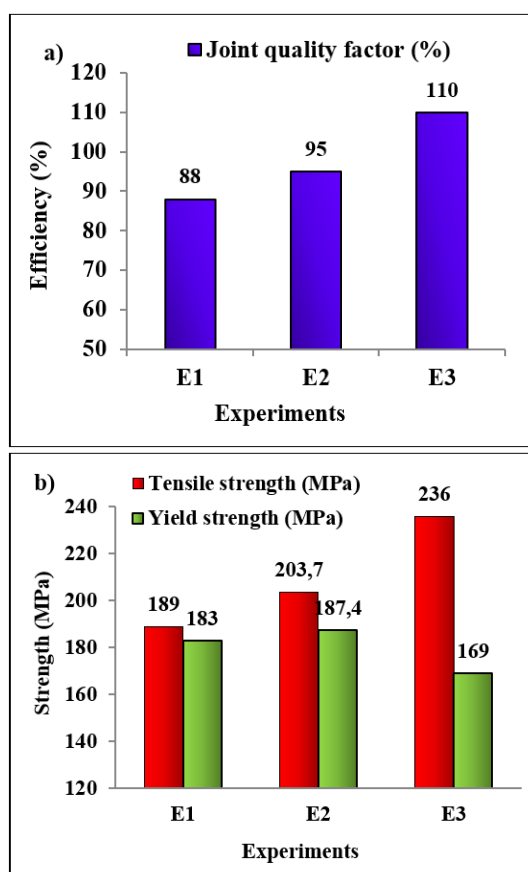 a)
Joint quality factor (%)
120
110
100
90
80
70
60
50
Efficiency (%)
88
95
110
E1 E2 E3
Experiments
b)
Tensile strength (MPa)
Yield strength (MPa)
240
220
200
180
160
140
120
Strength (MPa)
189 183
203,7 187,4
236 169
E1 E2 E3
Experiments